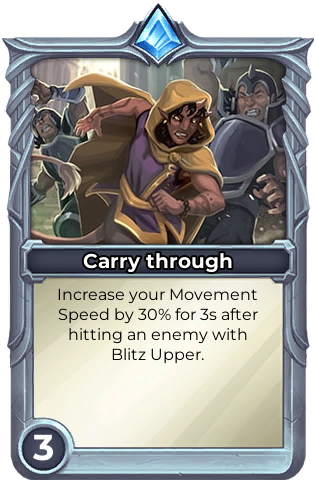 Carry through
Increase your Movement
Speed by 30% for 3s after
hitting an enemy with
Blitz Upper.
3